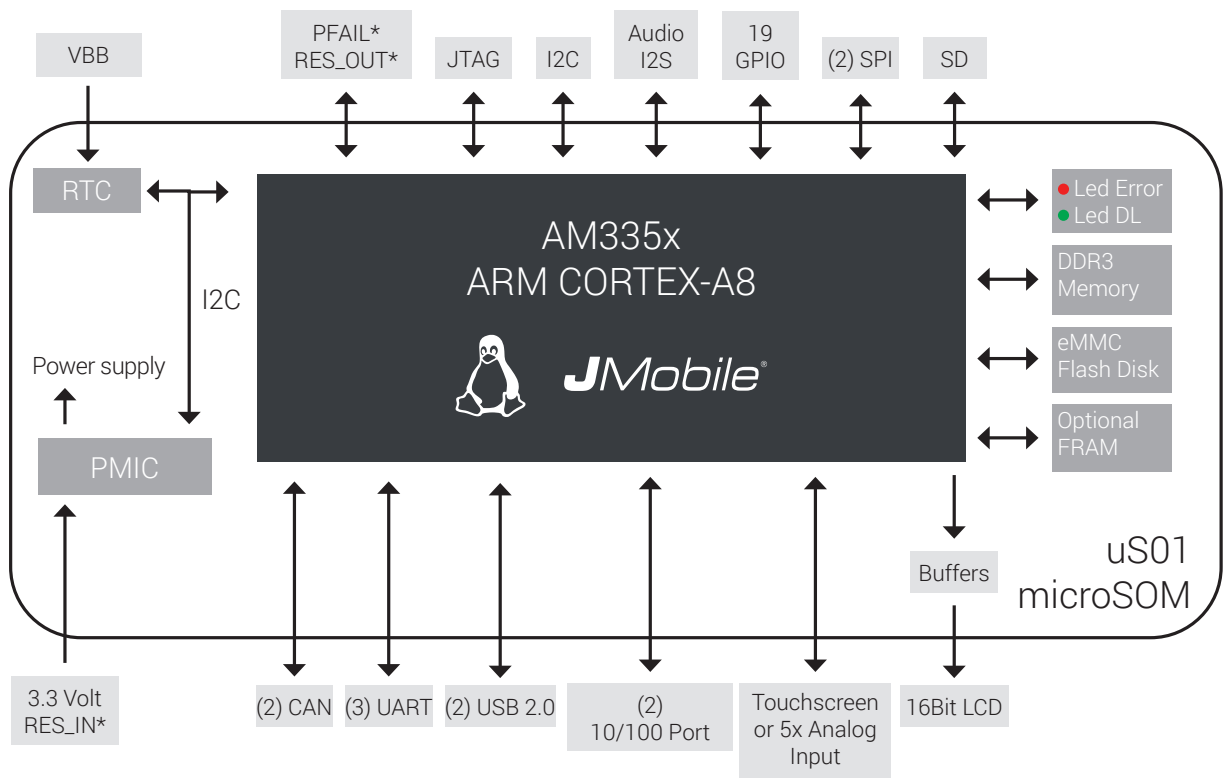 VBB
PFAIL*
RES_OUT*
JTAG
I2C
Audio
I2S
19
GPIO
(2) SPI
SD
RTC
I2C
Power supply
PMIC
AM335x
ARM CORTEX-A8
JMobile®
Led Error
Led DL
DDR3
Memory
eMMC
Flash Disk
Optional
FRAM
Buffers
uS01
microSOM
3.3 Volt
RES_IN*
(2) CAN
(3) UART
(2) USB 2.0
(2)
10/100 Port
Touchscreen
or 5x Analog
Input
16Bit LCD